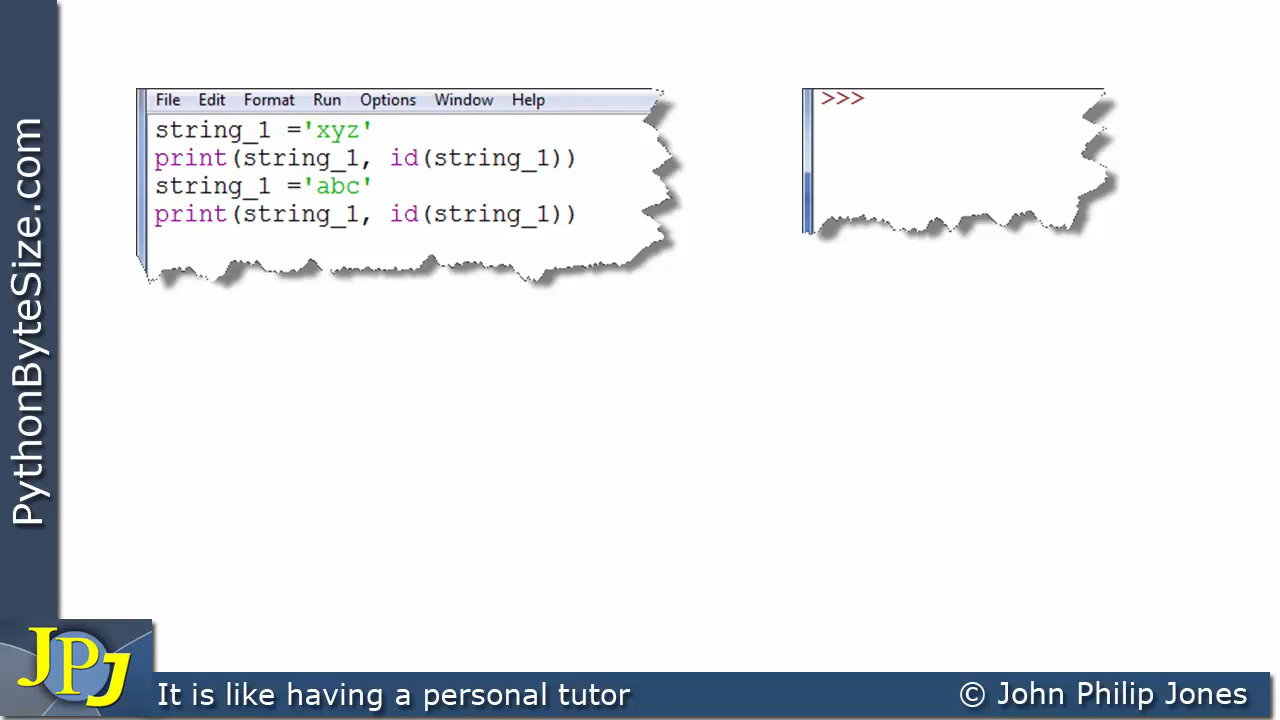 PythonByteSize.com
File Edit Format Run Options Window Help
string_1 ='xyz'
print(string_1, id(string_1))
string_1 ='abc'
print(string_1, id(string_1))
>>>
JPJ
It is like having a personal tutor
© John Philip Jones